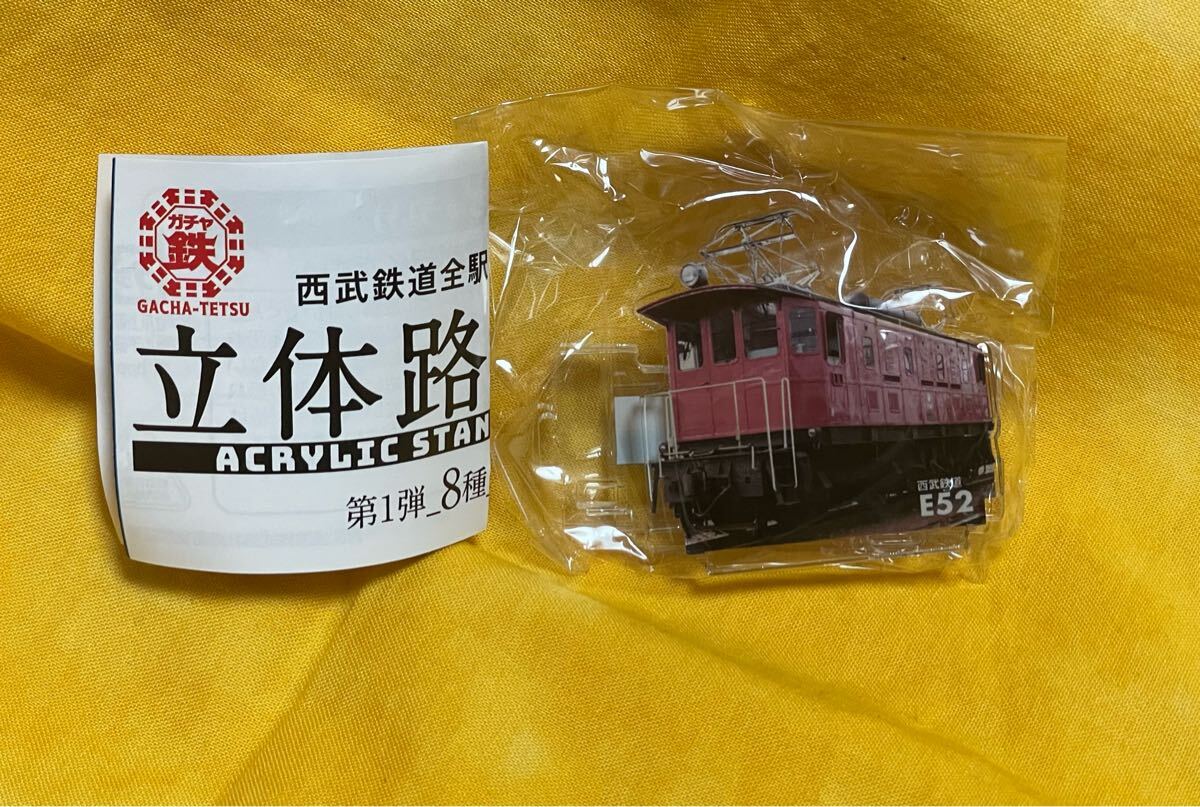 ガチャ
鉄
GACHA-TETSU
西武鉄道全駅
立体路
ACRYLIC STAN
第1弾_8種_
西武鉄道
E52